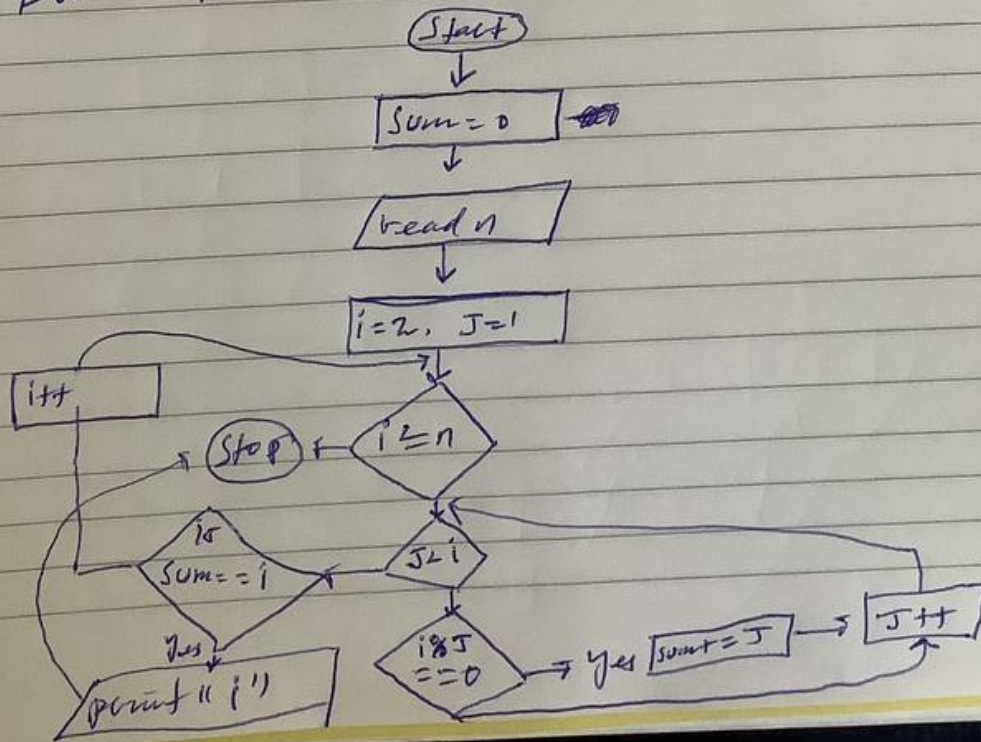 Start
Sum = 0
read n
i=2, J=1
i++
i<=n
Stop
J<i
is
sum==i
Yes
print "i")
i%J
==0
yes
sum+=J
J++